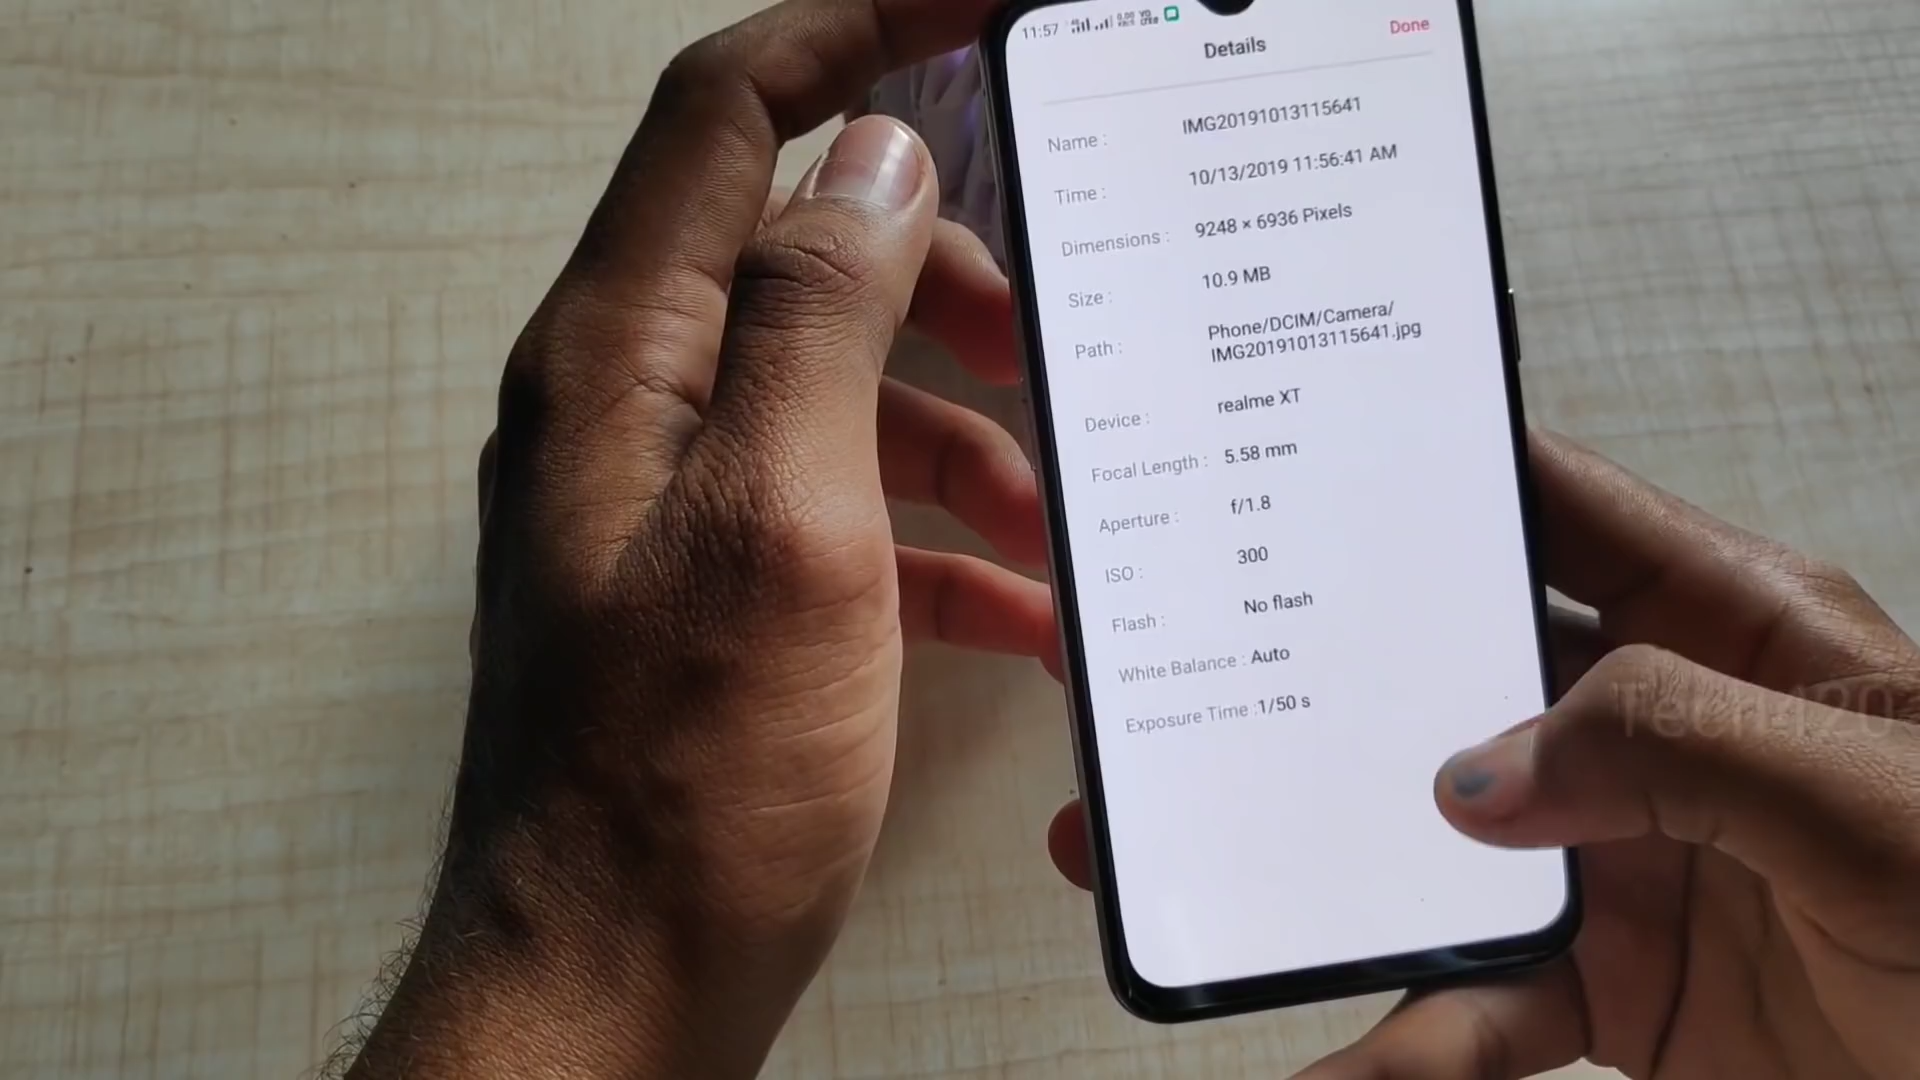 11:57
Details
Done
Name : IMG20191013115641
Time : 10/13/2019 11:56:41 AM
Dimensions : 9248 × 6936 Pixels
Size : 10.9 MB
Path : Phone/DCIM/Camera/
IMG20191013115641.jpg
Device : realme XT
Focal Length : 5.58 mm
Aperture : f/1.8
ISO : 300
Flash : No flash
White Balance : Auto
Exposure Time : 1/50 s